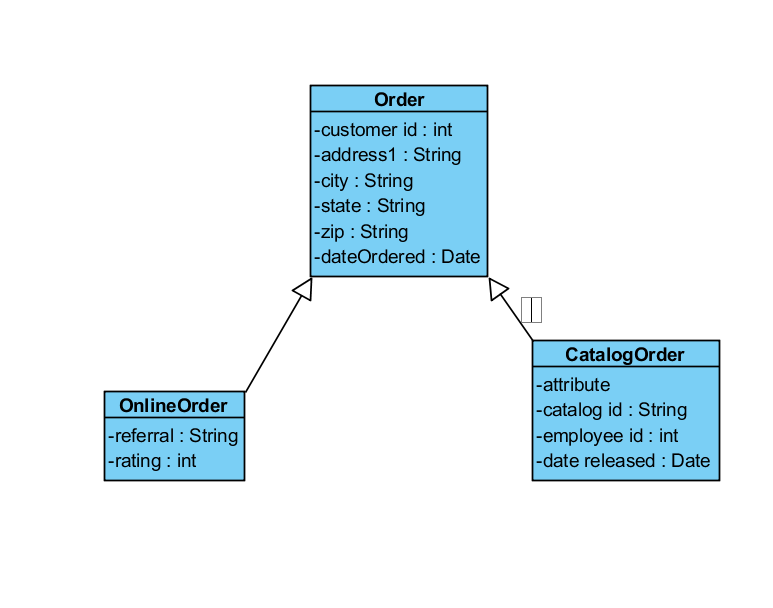 Order
-customer id : int
-address1 : String
-city : String
-state : String
-zip : String
-dateOrdered : Date
CatalogOrder
-attribute
-catalog id : String
-employee id : int
-date released : Date
OnlineOrder
-referral : String
-rating : int